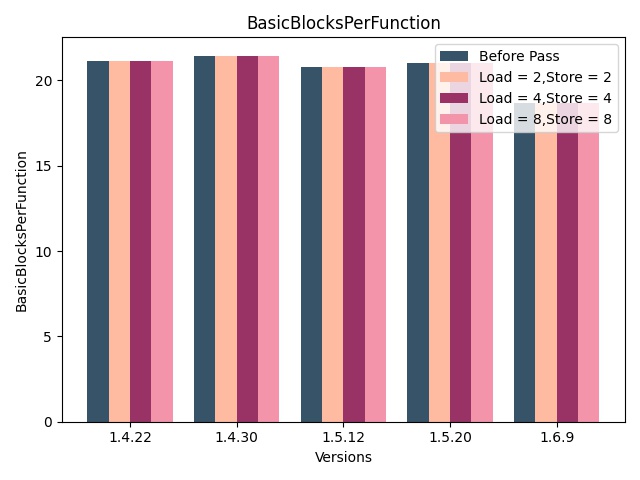 BasicBlocksPerFunction
Before Pass
Load = 2,Store = 2
Load = 4,Store = 4
Load = 8,Store = 8
BasicBlocksPerFunction
20
15
10
5
0
1.4.22
1.4.30
1.5.12
1.5.20
1.6.9
Versions